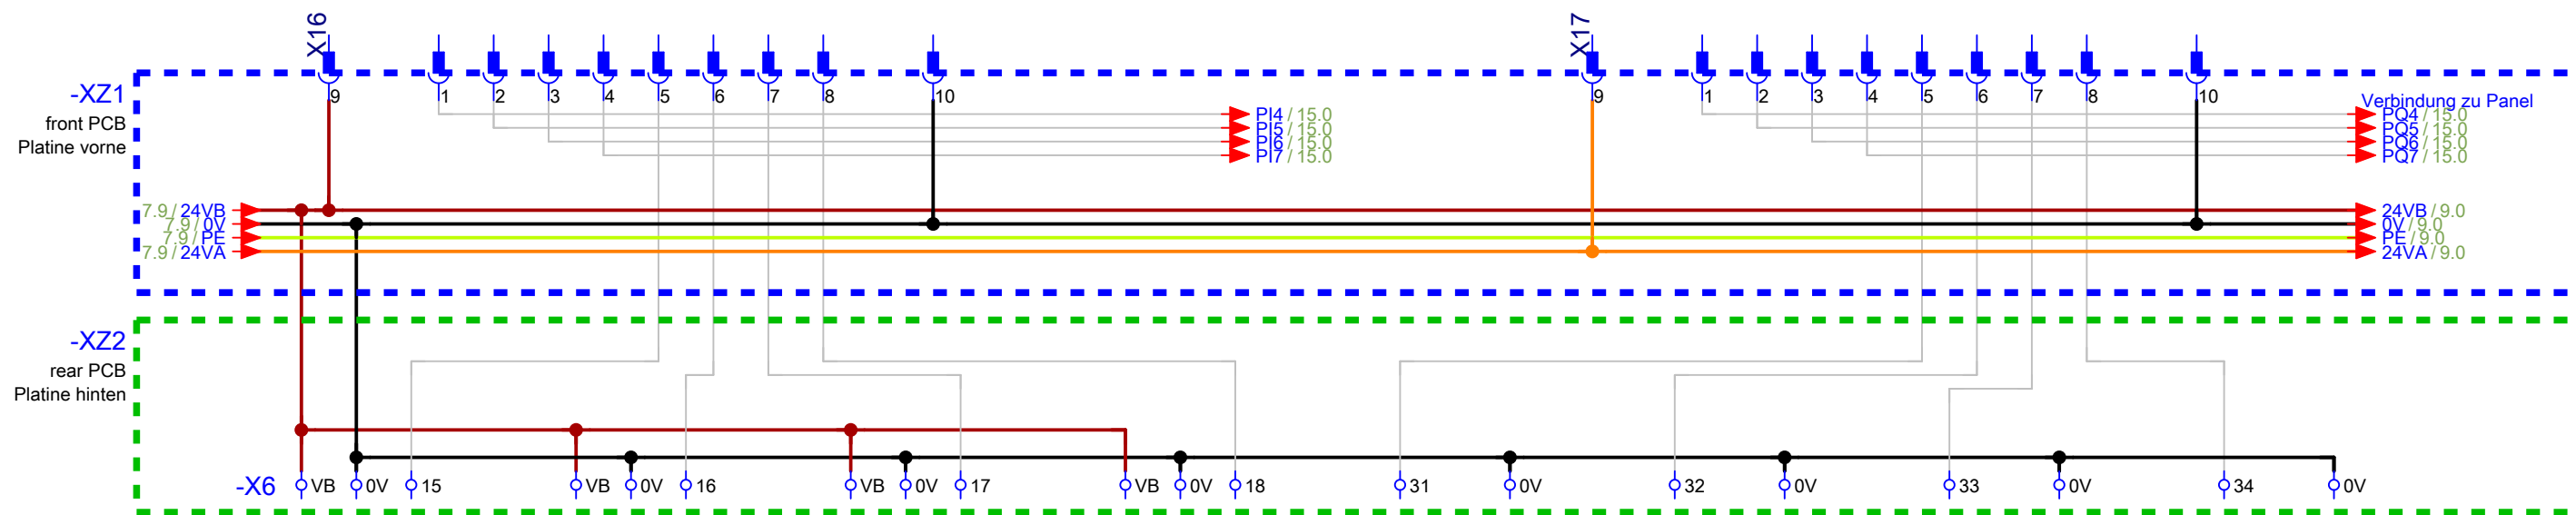 X16
X17
9 1 2 3 4 5 6 7 8 10
9 1 2 3 4 5 6 7 8 10
-XZ1
front PCB
Platine vorne
Verbindung zu Panel
PI4 / 15.0
PI5 / 15.0
PI6 / 15.0
PI7 / 15.0
PQ4 / 15.0
PQ5 / 15.0
PQ6 / 15.0
PQ7 / 15.0
7.9 / 24VB
7.9 / 0V
7.9 / PE
7.9 / 24VA
24VB / 9.0
0V / 9.0
PE / 9.0
24VA / 9.0
-XZ2
rear PCB
Platine hinten
-X6 VB 0V 15 VB 0V 16 VB 0V 17 VB 0V 18 31 0V 32 0V 33 0V 34 0V